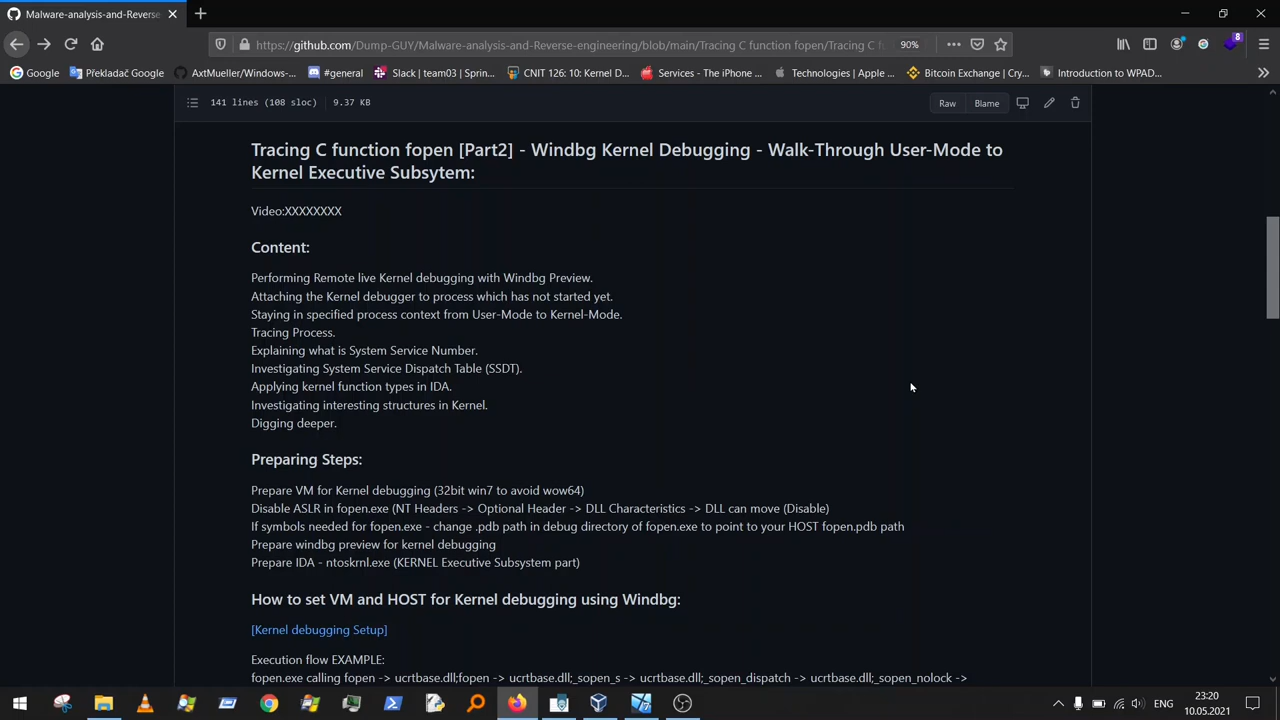 Malware-analysis-and-Reverse-
https://github.com/Dump-GUY/Malware-analysis-and-Reverse-engineering/blob/main/Tracing C function fopen/Tracing C f
90%
8
Google
Překladač Google
AxtMueller/Windows-...
#general
Slack | team03 | Sprin...
CNIT 126: 10: Kernel D...
Services - The iPhone ...
Technologies | Apple ...
Bitcoin Exchange | Cry...
Introduction to WPAD...
141 lines (108 sloc) 9.37 KB
Raw
Blame
Tracing C function fopen [Part2] - Windbg Kernel Debugging - Walk-Through User-Mode to
Kernel Executive Subsytem:
Video:XXXXXXXX
Content:
Performing Remote live Kernel debugging with Windbg Preview.
Attaching the Kernel debugger to process which has not started yet.
Staying in specified process context from User-Mode to Kernel-Mode.
Tracing Process.
Explaining what is System Service Number.
Investigating System Service Dispatch Table (SSDT).
Applying kernel function types in IDA.
Investigating interesting structures in Kernel.
Digging deeper.
Preparing Steps:
Prepare VM for Kernel debugging (32bit win7 to avoid wow64)
Disable ASLR in fopen.exe (NT Headers -> Optional Header -> DLL Characteristics -> DLL can move (Disable)
If symbols needed for fopen.exe - change .pdb path in debug directory of fopen.exe to point to your HOST fopen.pdb path
Prepare windbg preview for kernel debugging
Prepare IDA - ntoskrnl.exe (KERNEL Executive Subsystem part)
How to set VM and HOST for Kernel debugging using Windbg:
[Kernel debugging Setup]
Execution flow EXAMPLE:
fopen.exe calling fopen -> ucrtbase.dll;fopen -> ucrtbase.dll;_sopen_s -> ucrtbase.dll;_sopen_dispatch -> ucrtbase.dll;_sopen_nolock ->
ENG
23:20
10.05.2021